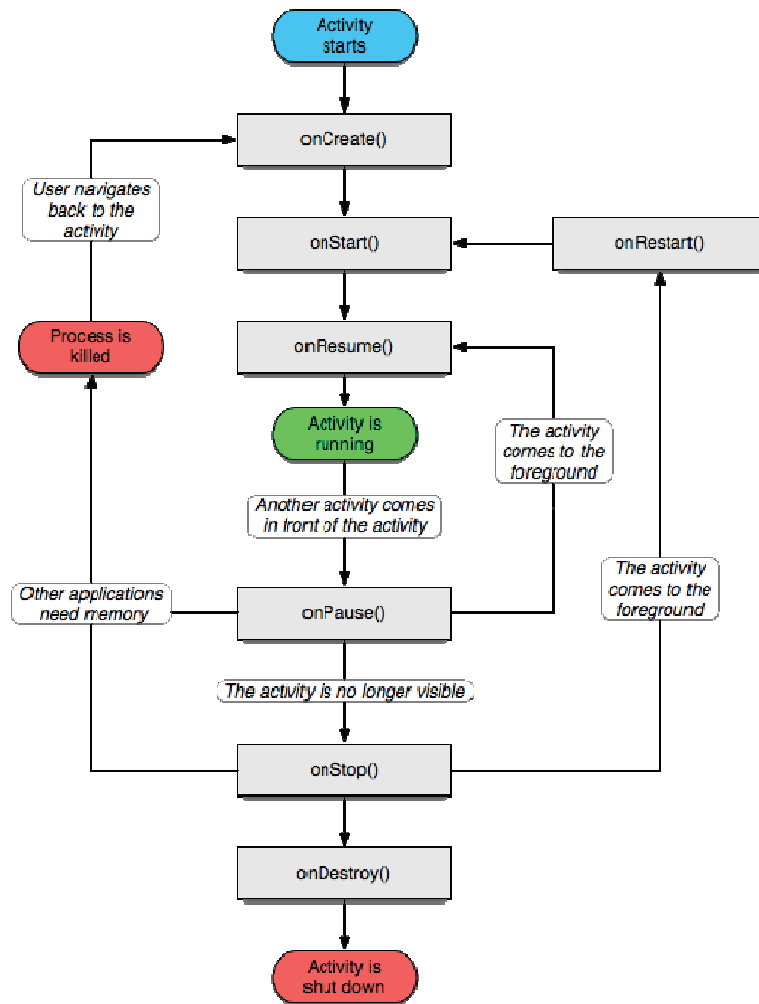 Activity
starts
onCreate()
User navigates
back to the
activity
onStart()
onRestart()
Process is
killed
onResume()
Activity is
running
The activity
comes to the
foreground
Another activity comes
in front of the activity
The activity
comes to the
foreground
Other applications
need memory
onPause()
The activity is no longer visible
onStop()
onDestroy()
Activity is
shut down